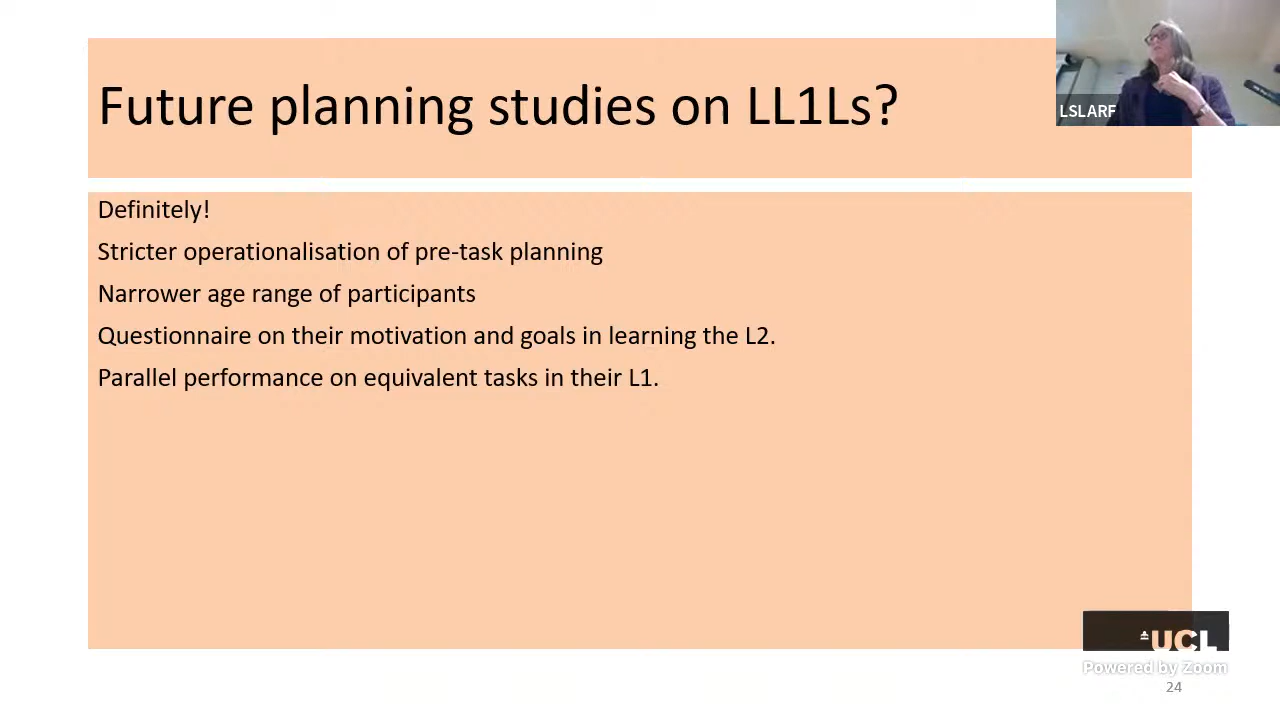 Future planning studies on LL1Ls?
LSLARF
Definitely!
Stricter operationalisation of pre-task planning
Narrower age range of participants
Questionnaire on their motivation and goals in learning the L2.
Parallel performance on equivalent tasks in their L1.
UCL
Powered by Zoom
24